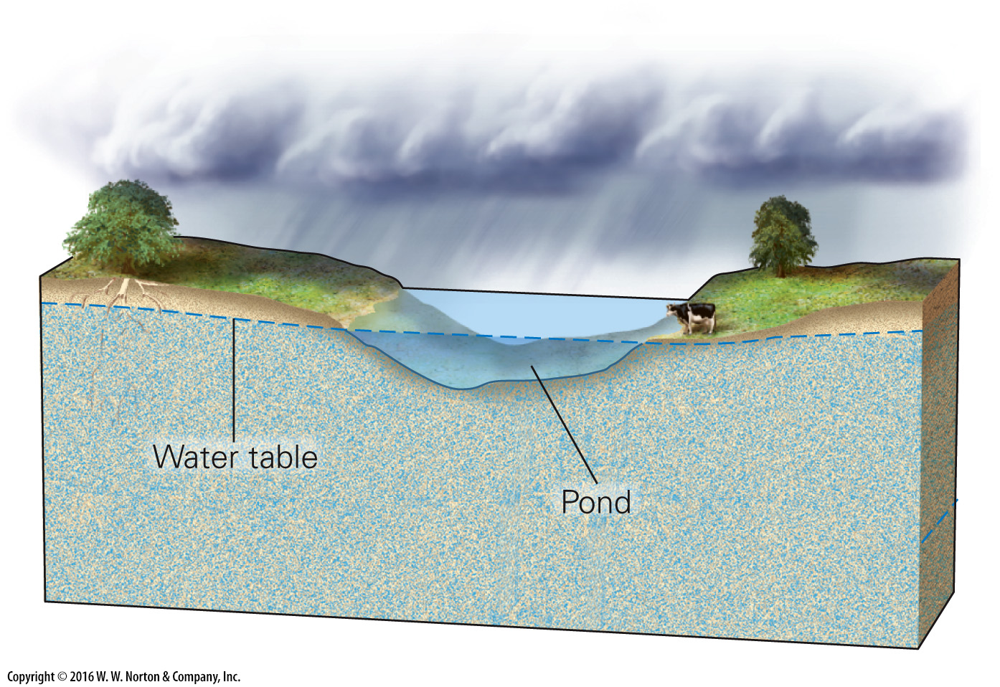 Water table
Pond
Copyright © 2016 W. W. Norton & Company, Inc.